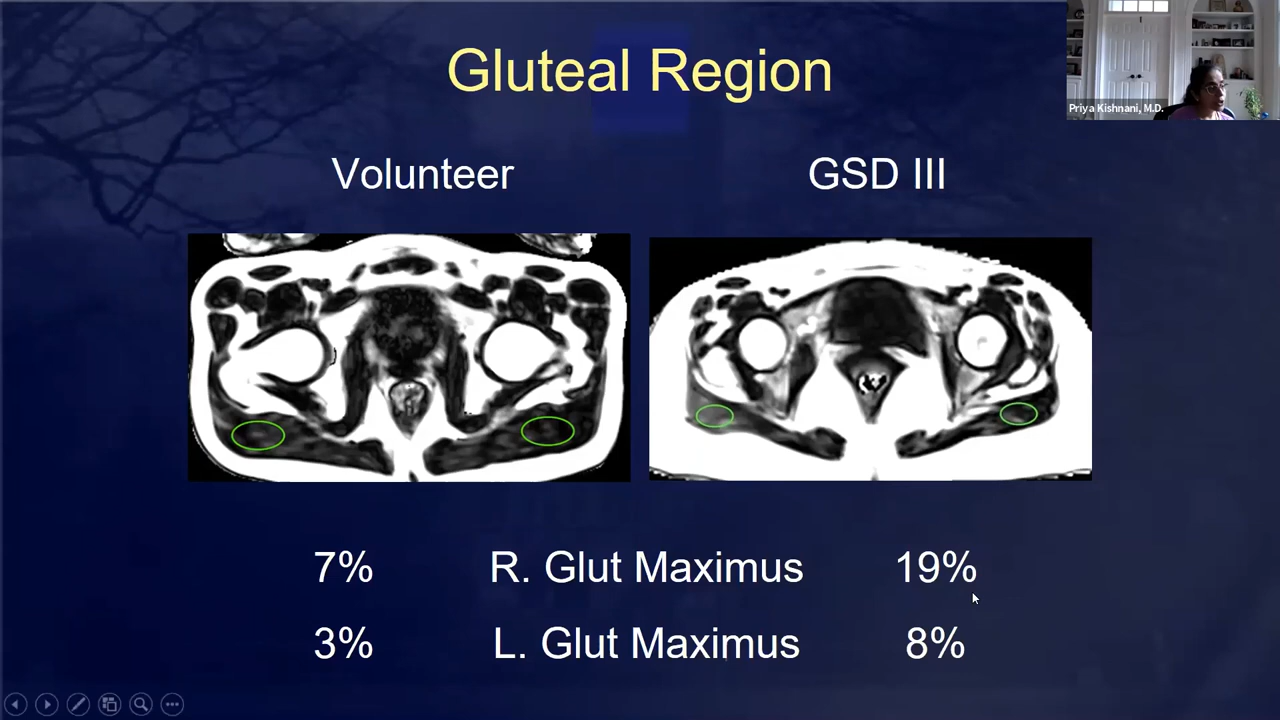 Gluteal Region
Priya Kishnani, M.D.
Volunteer GSD III
7% R. Glut Maximus 19%
3% L. Glut Maximus 8%